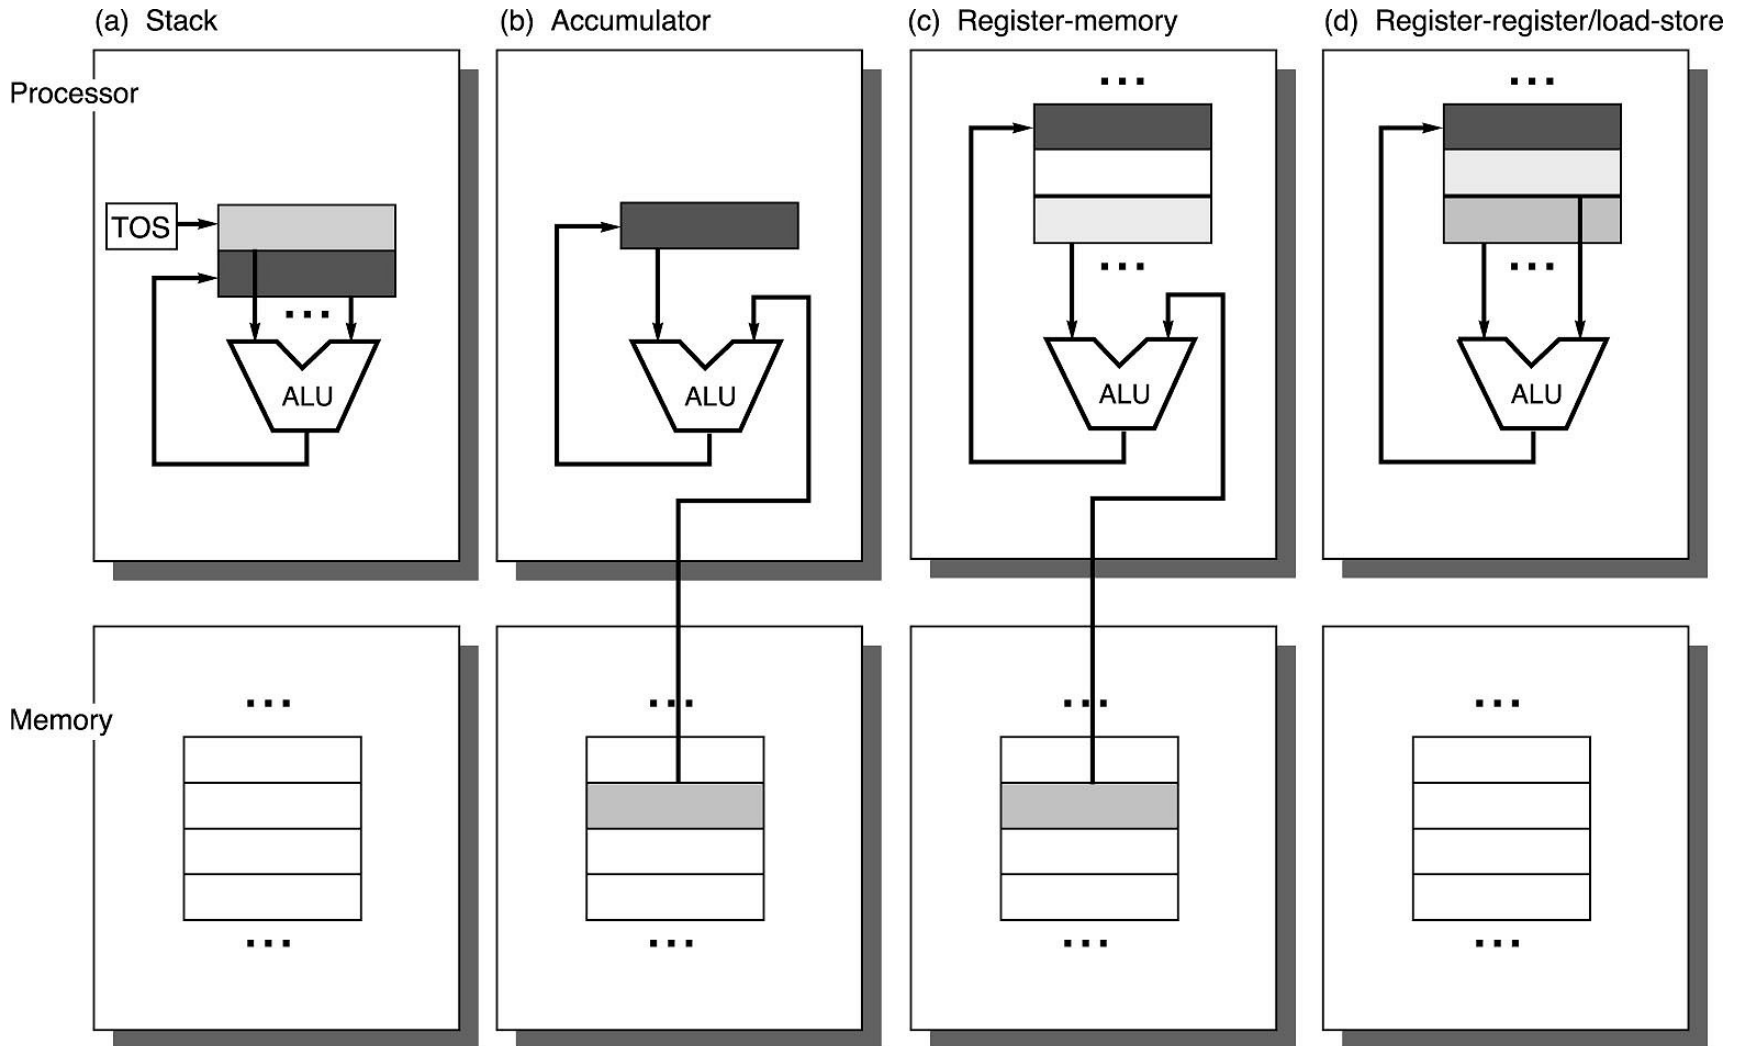 (a) Stack
(b) Accumulator
(c) Register-memory
(d) Register-register/load-store
Processor
TOS
ALU
ALU
ALU
ALU
Memory